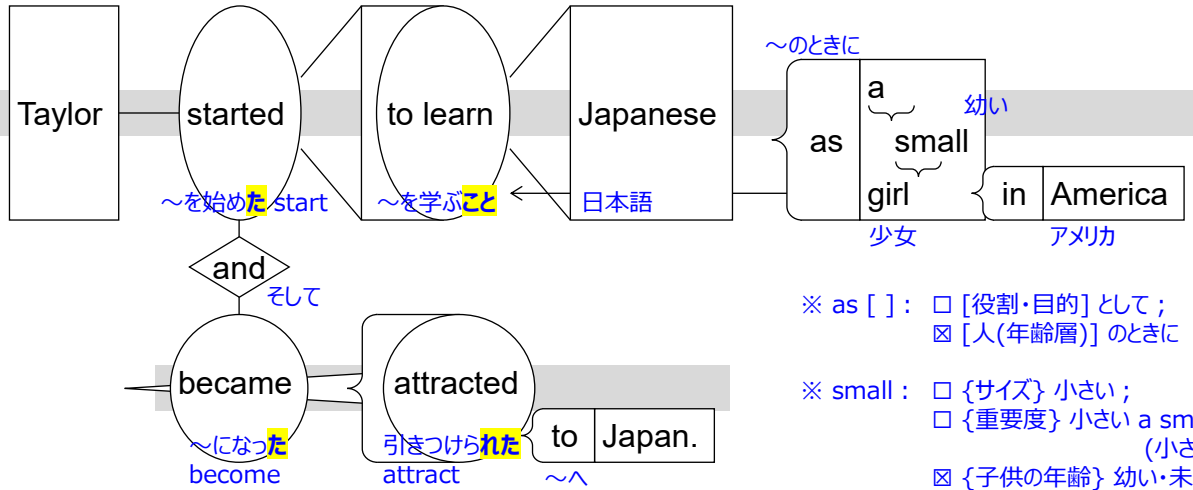 ～のときに
Taylor started to learn Japanese as a small girl in America
幼い
～を始めた start ～を学ぶこと 日本語
少女 アメリカ
and
そして
※ as [ ] : ☐ [役割・目的] として ;
☒ [人(年齢層)] のときに
became attracted to Japan.
～になった 引きつけられた ～へ
become attract
※ small : ☐ {サイズ} 小さい ;
☐ {重要度} 小さい a sm
(小さ
☒ {子供の年齢} 幼い・未